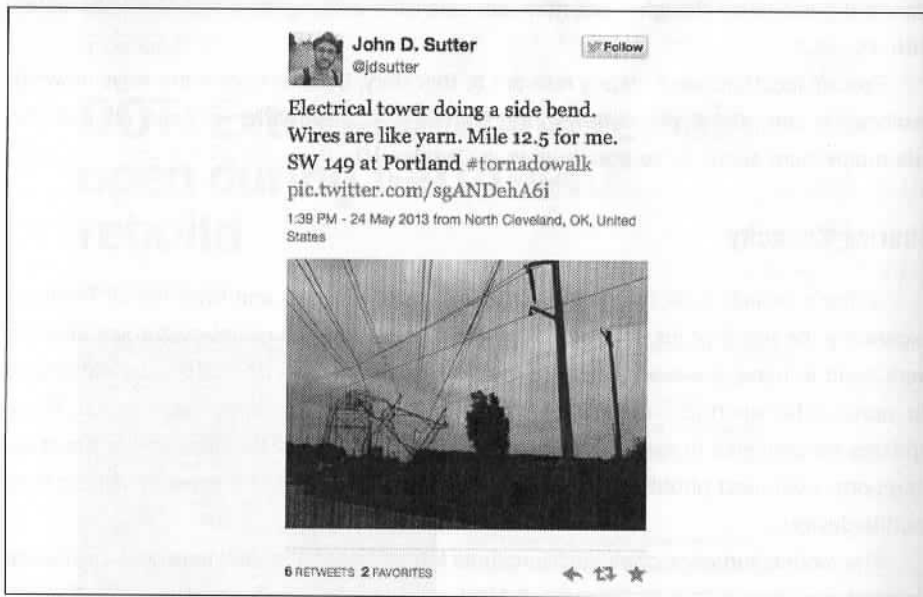 John D. Sutter
Follow
@jdsutter
Electrical tower doing a side bend.
Wires are like yarn. Mile 12.5 for me.
SW 149 at Portland #tornadowalk
pic.twitter.com/sgANDehA6i
1:39 PM - 24 May 2013 from North Cleveland, OK, United
States
6 RETWEETS 2 FAVORITES